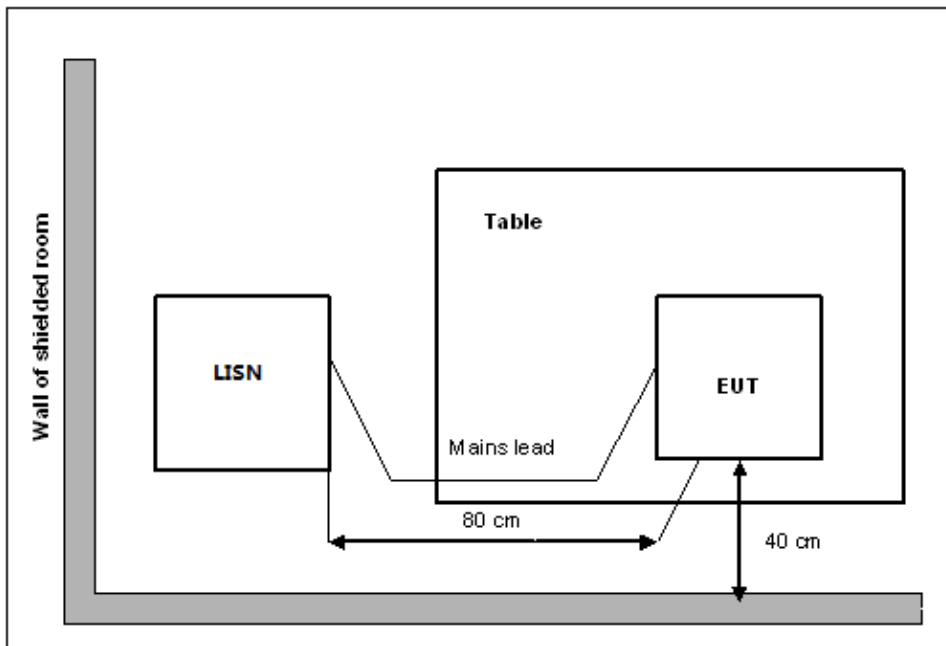 Wall of shielded room
Table
LISN
EUT
Mains lead
80 cm
40 cm